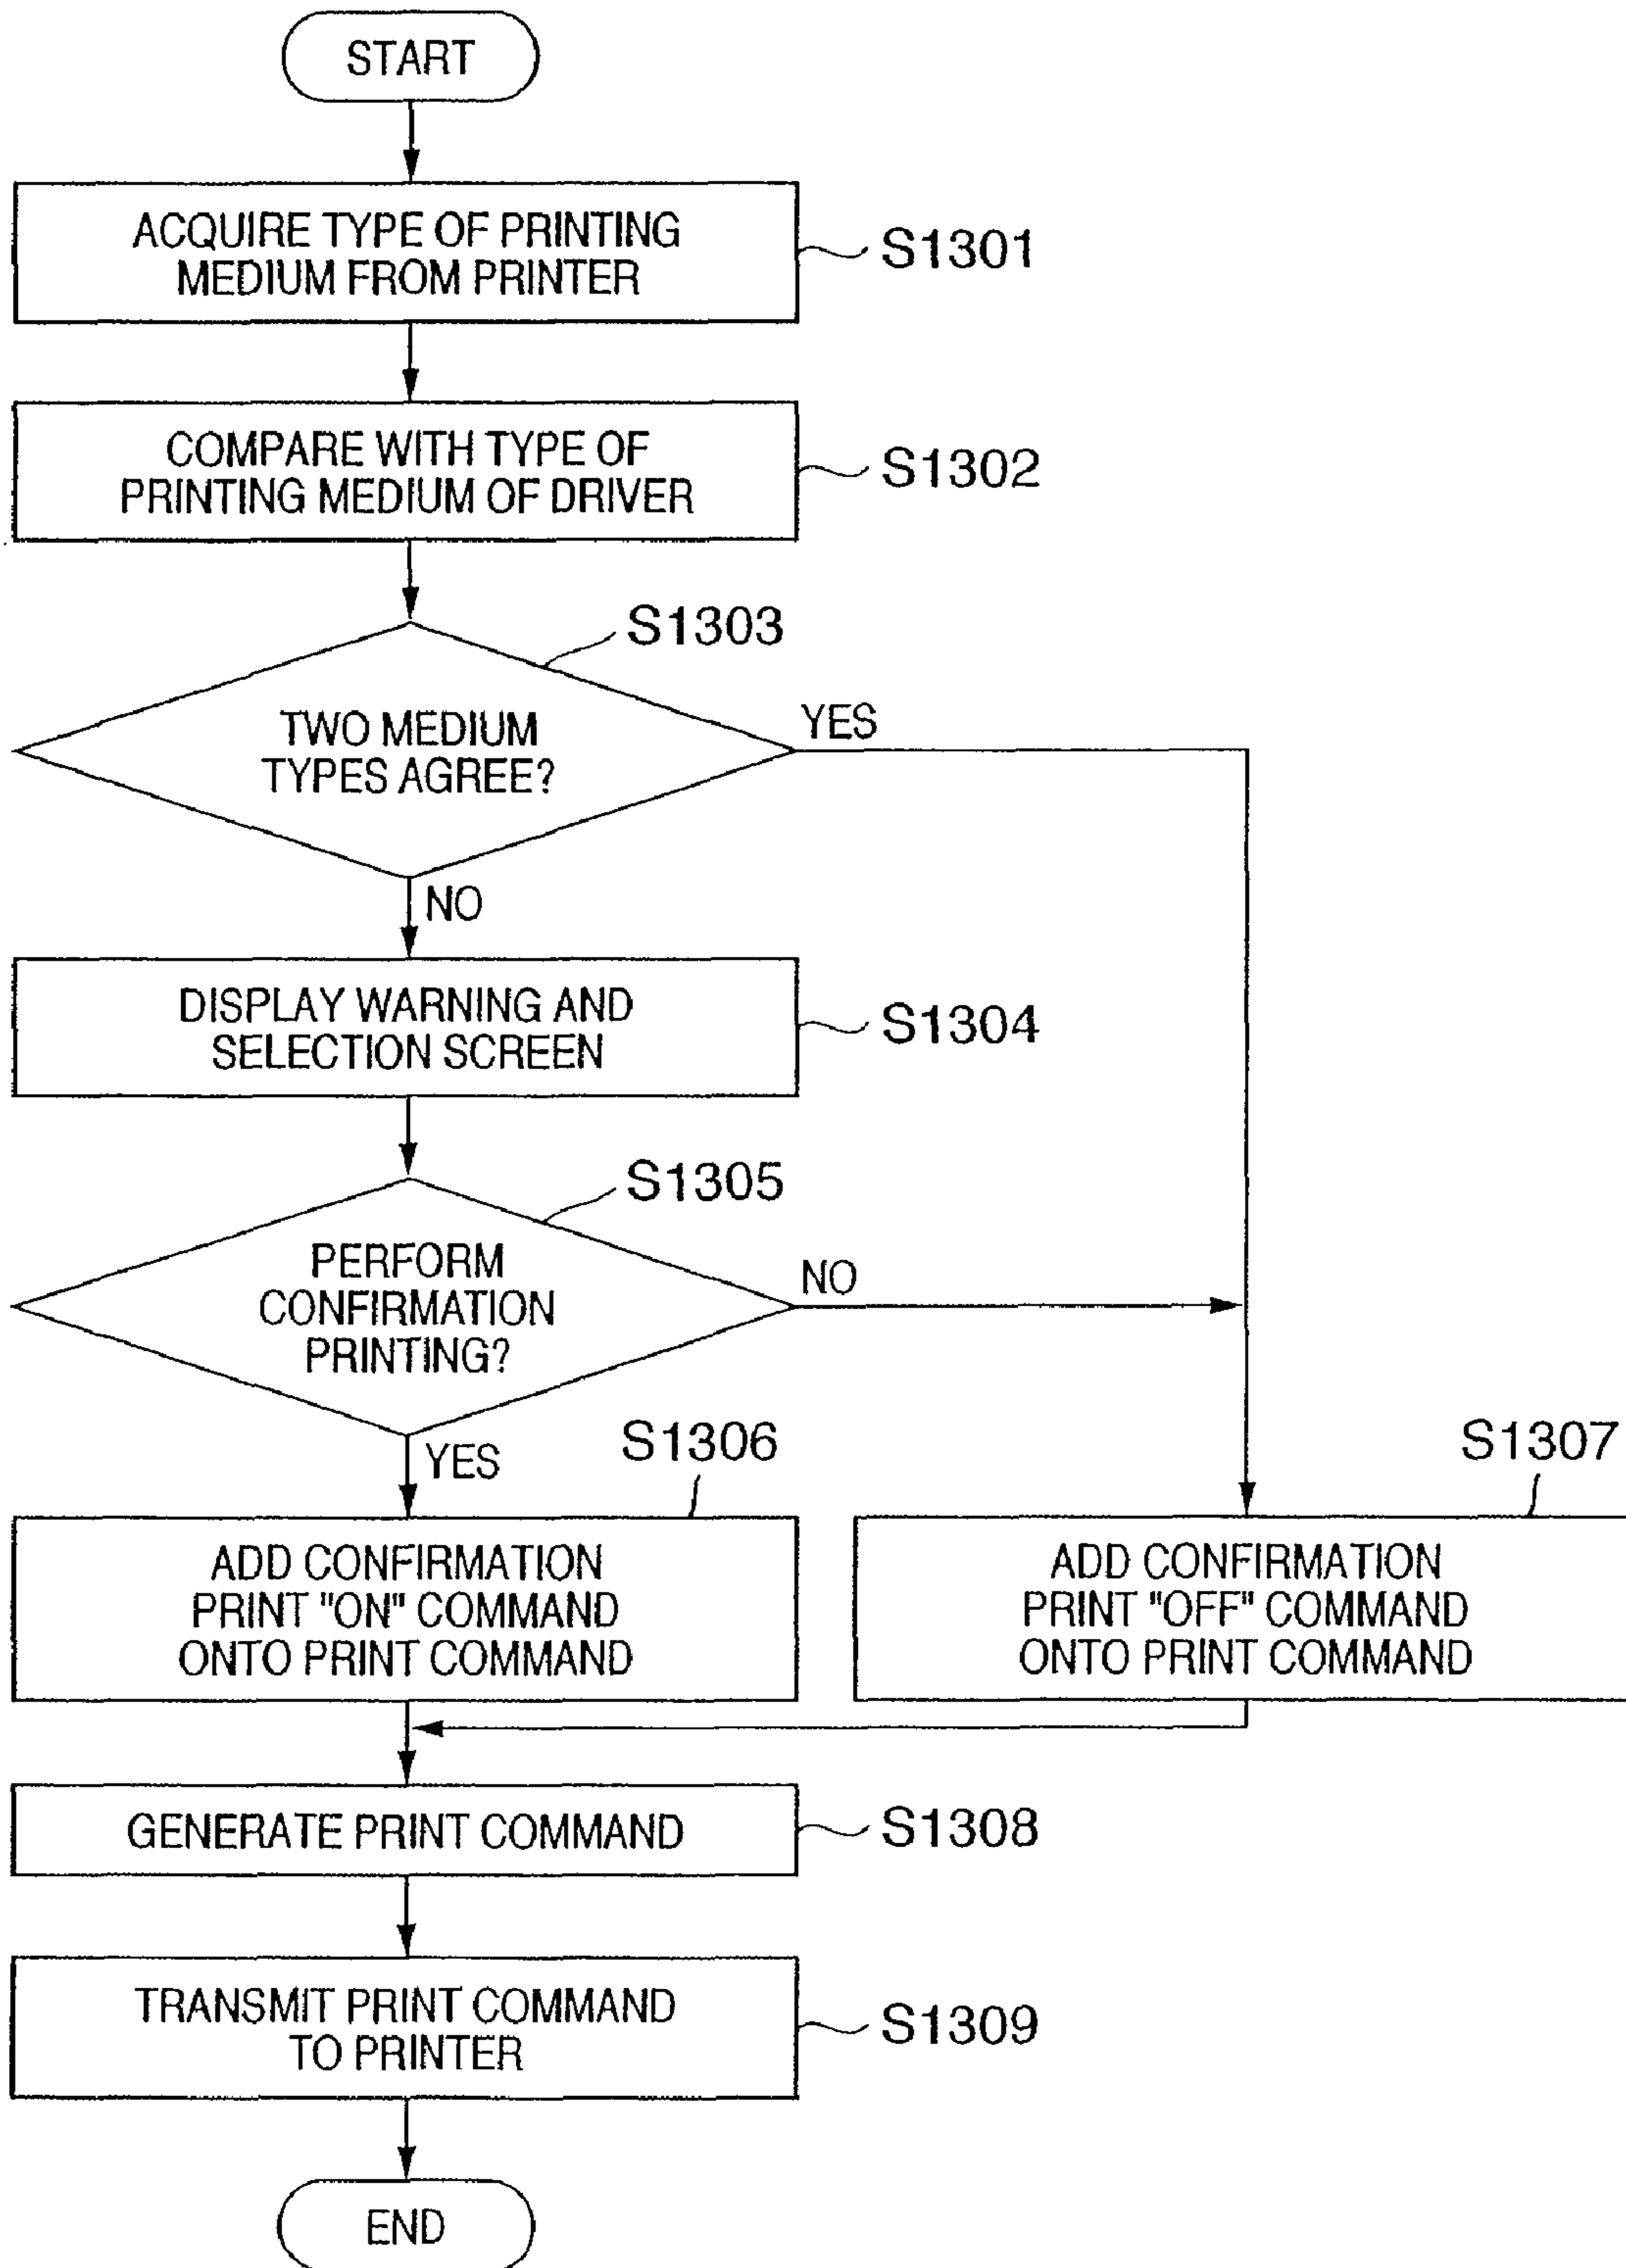 START
ACQUIRE TYPE OF PRINTING
MEDIUM FROM PRINTER
S1301
COMPARE WITH TYPE OF
PRINTING MEDIUM OF DRIVER
S1302
S1303
TWO MEDIUM
TYPES AGREE?
YES
NO
DISPLAY WARNING AND
SELECTION SCREEN
S1304
S1305
PERFORM
CONFIRMATION
PRINTING?
NO
YES
S1306
ADD CONFIRMATION
PRINT "ON" COMMAND
ONTO PRINT COMMAND
S1307
ADD CONFIRMATION
PRINT "OFF" COMMAND
ONTO PRINT COMMAND
GENERATE PRINT COMMAND
S1308
TRANSMIT PRINT COMMAND
TO PRINTER
S1309
END